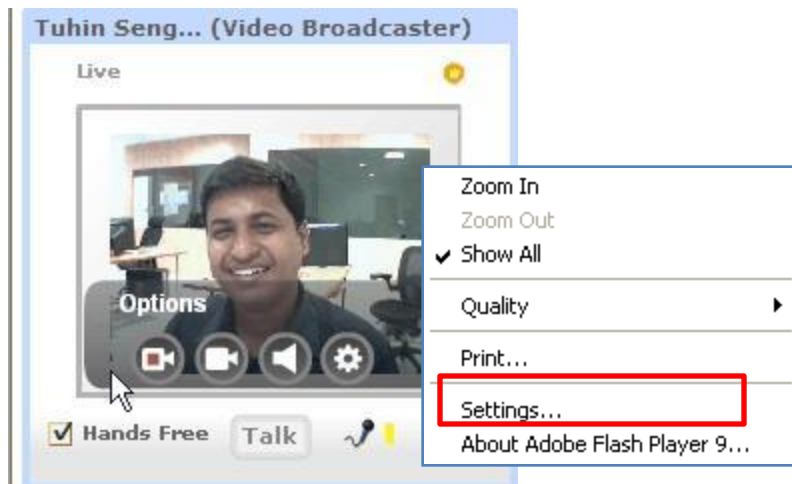 Tuhin Seng... (Video Broadcaster)
Live
Options
Hands Free
Talk
Zoom In
Zoom Out
Show All
Quality
Print...
Settings...
About Adobe Flash Player 9...